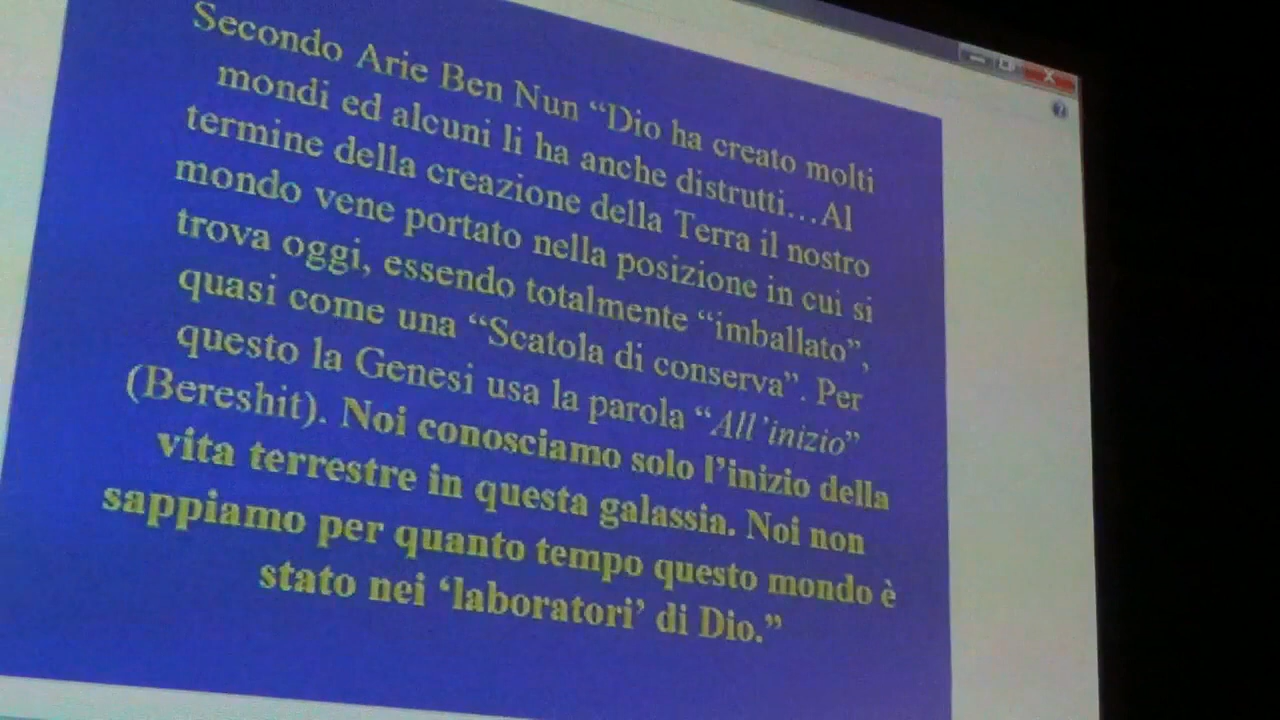 Secondo Arie Ben Nun “Dio ha creato molti
mondi ed alcuni li ha anche distrutti…Al
termine della creazione della Terra il nostro
mondo vene portato nella posizione in cui si
trova oggi, essendo totalmente “imballato”,
quasi come una “Scatola di conserva”. Per
questo la Genesi usa la parola “All’inizio”
(Bereshit). Noi conosciamo solo l’inizio della
vita terrestre in questa galassia. Noi non
sappiamo per quanto tempo questo mondo è
stato nei ‘laboratori’ di Dio.”